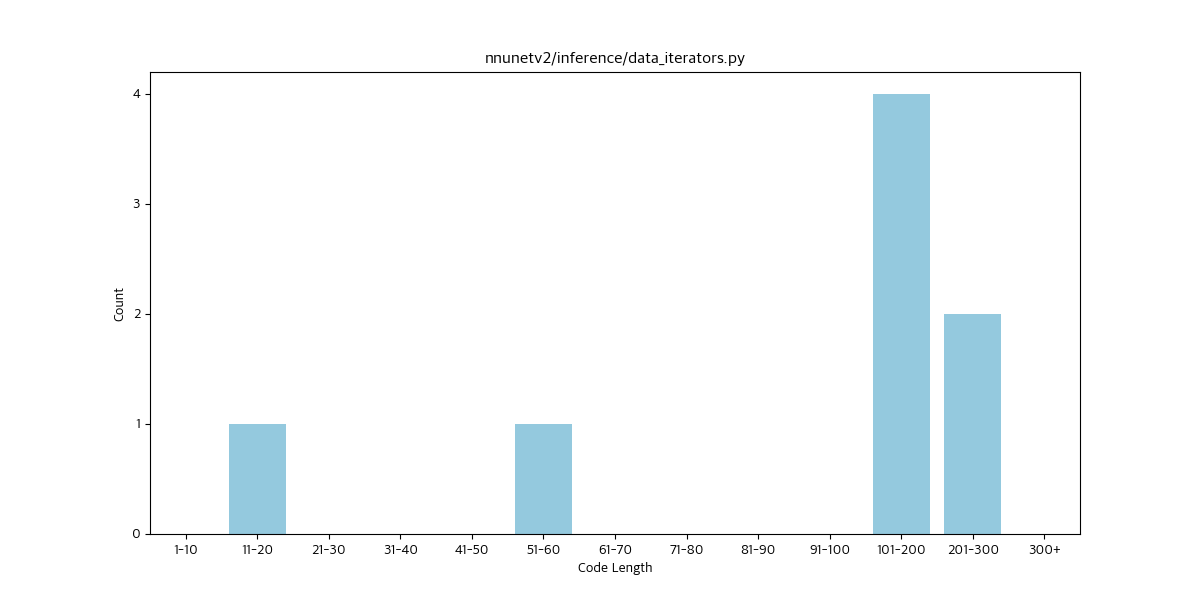 nnunetv2/inference/data_iterators.py
4
3
2
1
0
Count
1-10 11-20 21-30 31-40 41-50 51-60 61-70 71-80 81-90 91-100 101-200 201-300 300+
Code Length